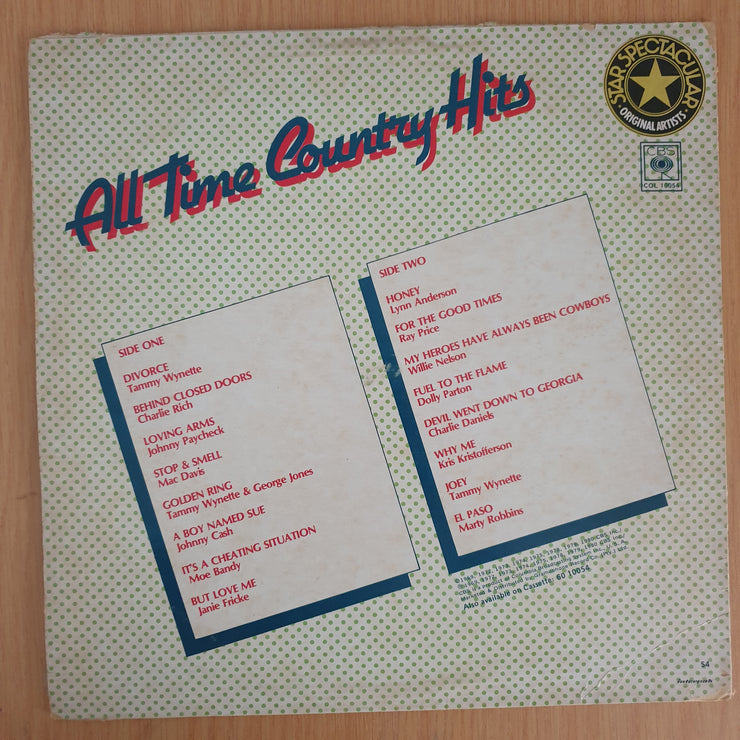 All Time Country Hits
STAR SPECTACULAR
ORIGINAL ARTISTS
CBS
COL 10054
SIDE ONE
DIVORCE
Tammy Wynette
BEHIND CLOSED DOORS
Charlie Rich
LOVING ARMS
Johnny Paycheck
STOP & SMELL
Mac Davis
GOLDEN RING
Tammy Wynette & George Jones
A BOY NAMED SUE
Johnny Cash
IT'S A CHEATING SITUATION
Moe Bandy
BUT LOVE ME
Janie Fricke
SIDE TWO
HONEY
Lynn Anderson
FOR THE GOOD TIMES
Ray Price
MY HEROES HAVE ALWAYS BEEN COWBOYS
Willie Nelson
FUEL TO THE FLAME
Dolly Parton
DEVIL WENT DOWN TO GEORGIA
Charlie Daniels
WHY ME
Kris Kristofferson
JOEY
Tammy Wynette
EL PASO
Marty Robbins
Also available on Cassette: 60 10054
54